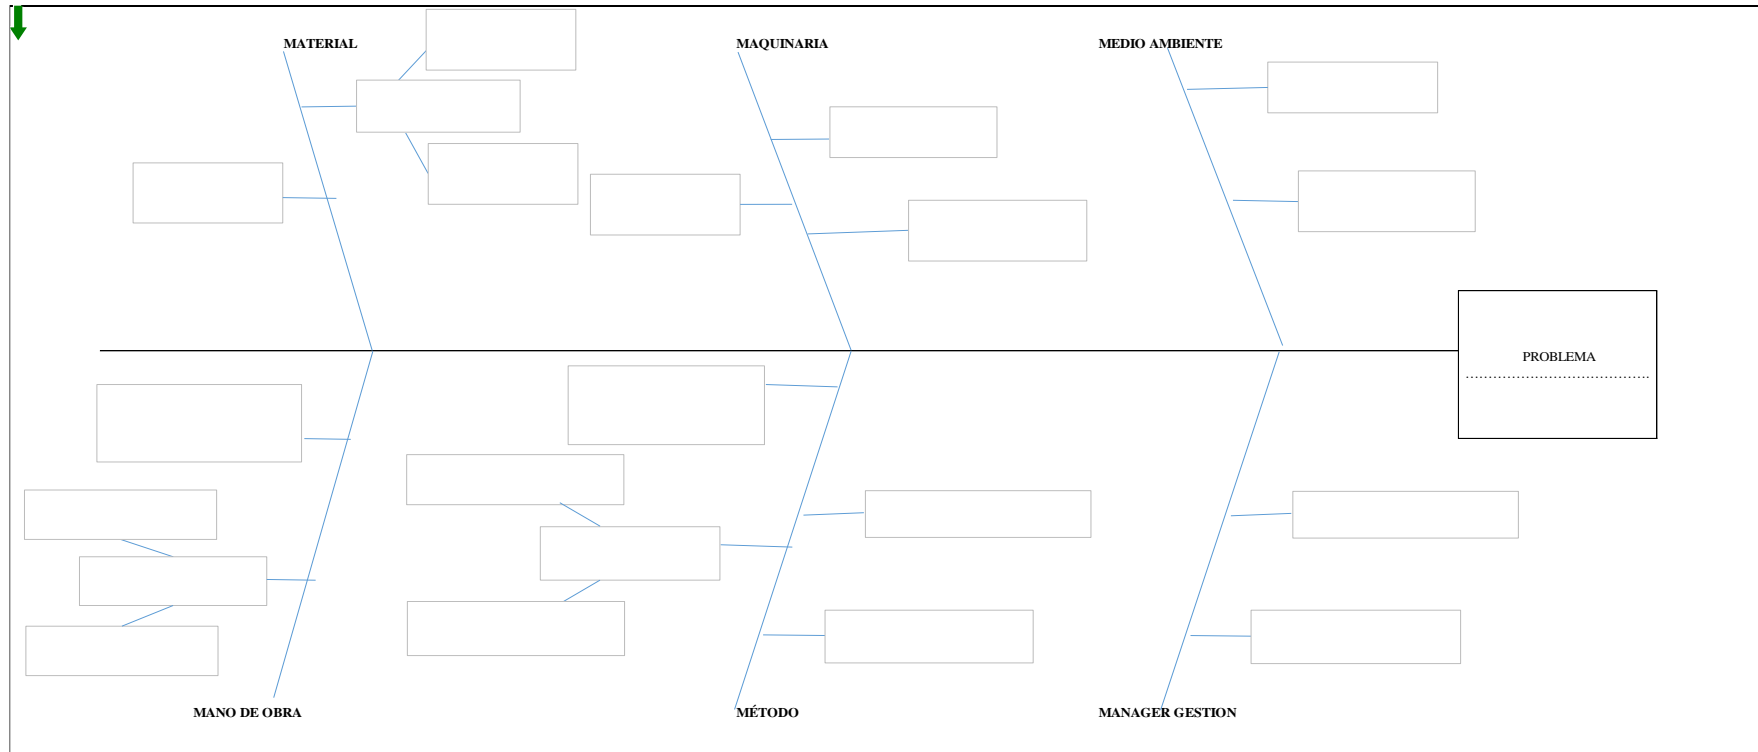 MATERIAL
MAQUINARIA
MEDIO AMBIENTE
PROBLEMA
........................................
MANO DE OBRA
MÉTODO
MANAGER GESTION